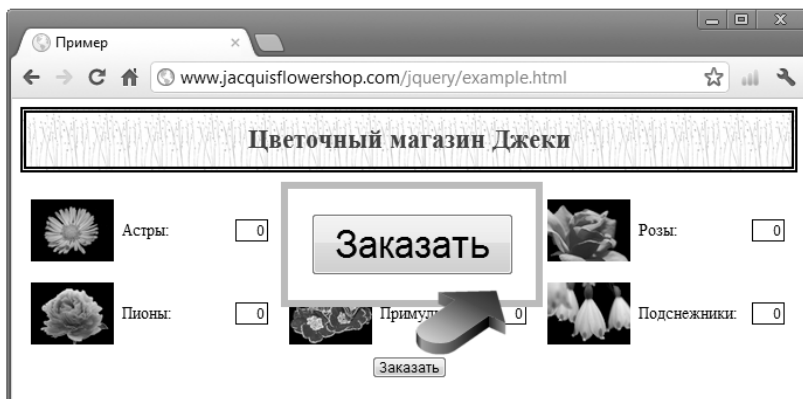 Пример
www.jacquisflowershop.com/jquery/example.html
Цветочный магазин Джеки
Астры: 0
Заказать
Розы: 0
Пионы: 0
0
Подснежники: 0
Заказать